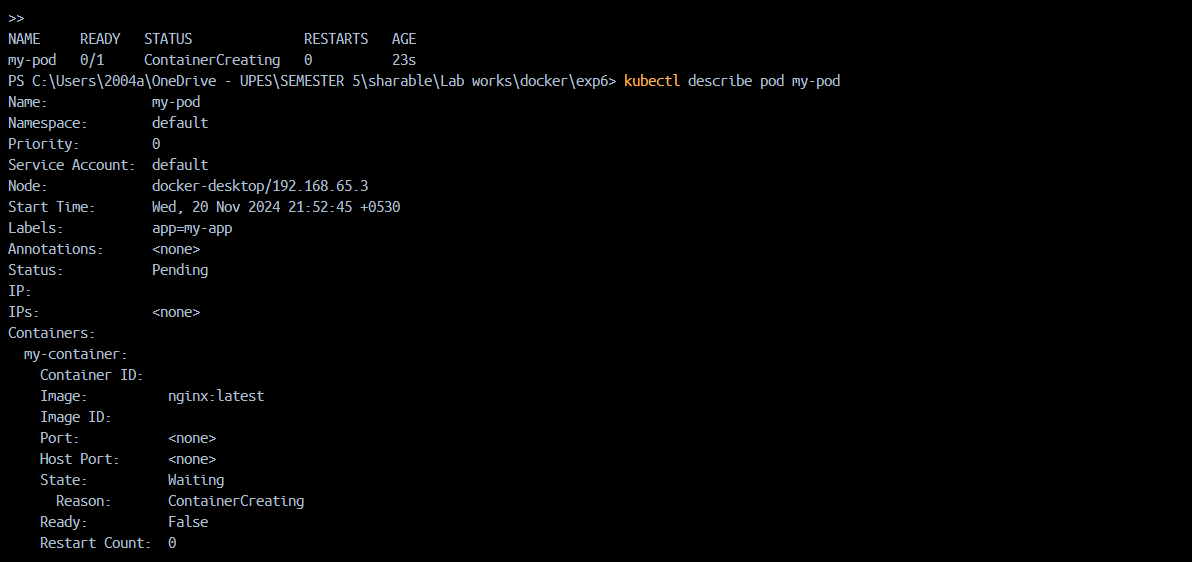 >>
NAME     READY   STATUS              RESTARTS   AGE
my-pod   0/1     ContainerCreating   0          23s
PS C:\Users\2004a\OneDrive - UPES\SEMESTER 5\sharable\Lab works\docker\exp6> kubectl describe pod my-pod
Name:             my-pod
Namespace:        default
Priority:         0
Service Account:  default
Node:             docker-desktop/192.168.65.3
Start Time:       Wed, 20 Nov 2024 21:52:45 +0530
Labels:           app=my-app
Annotations:      <none>
Status:           Pending
IP:
IPs:              <none>
Containers:
  my-container:
    Container ID:
    Image:          nginx:latest
    Image ID:
    Port:           <none>
    Host Port:      <none>
    State:          Waiting
      Reason:       ContainerCreating
    Ready:          False
    Restart Count:  0